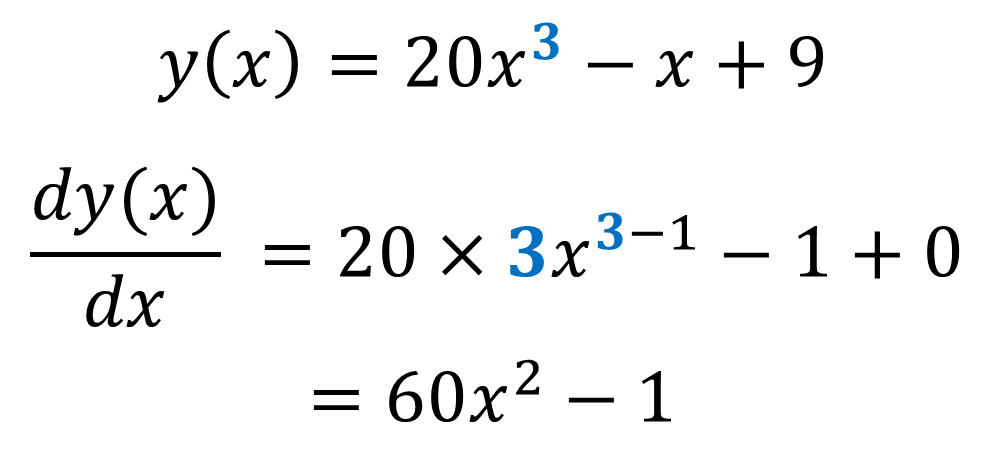 y(x) = 20x³ − x + 9
dy(x)/dx = 20 × 3x³⁻¹ − 1 + 0
= 60x² − 1